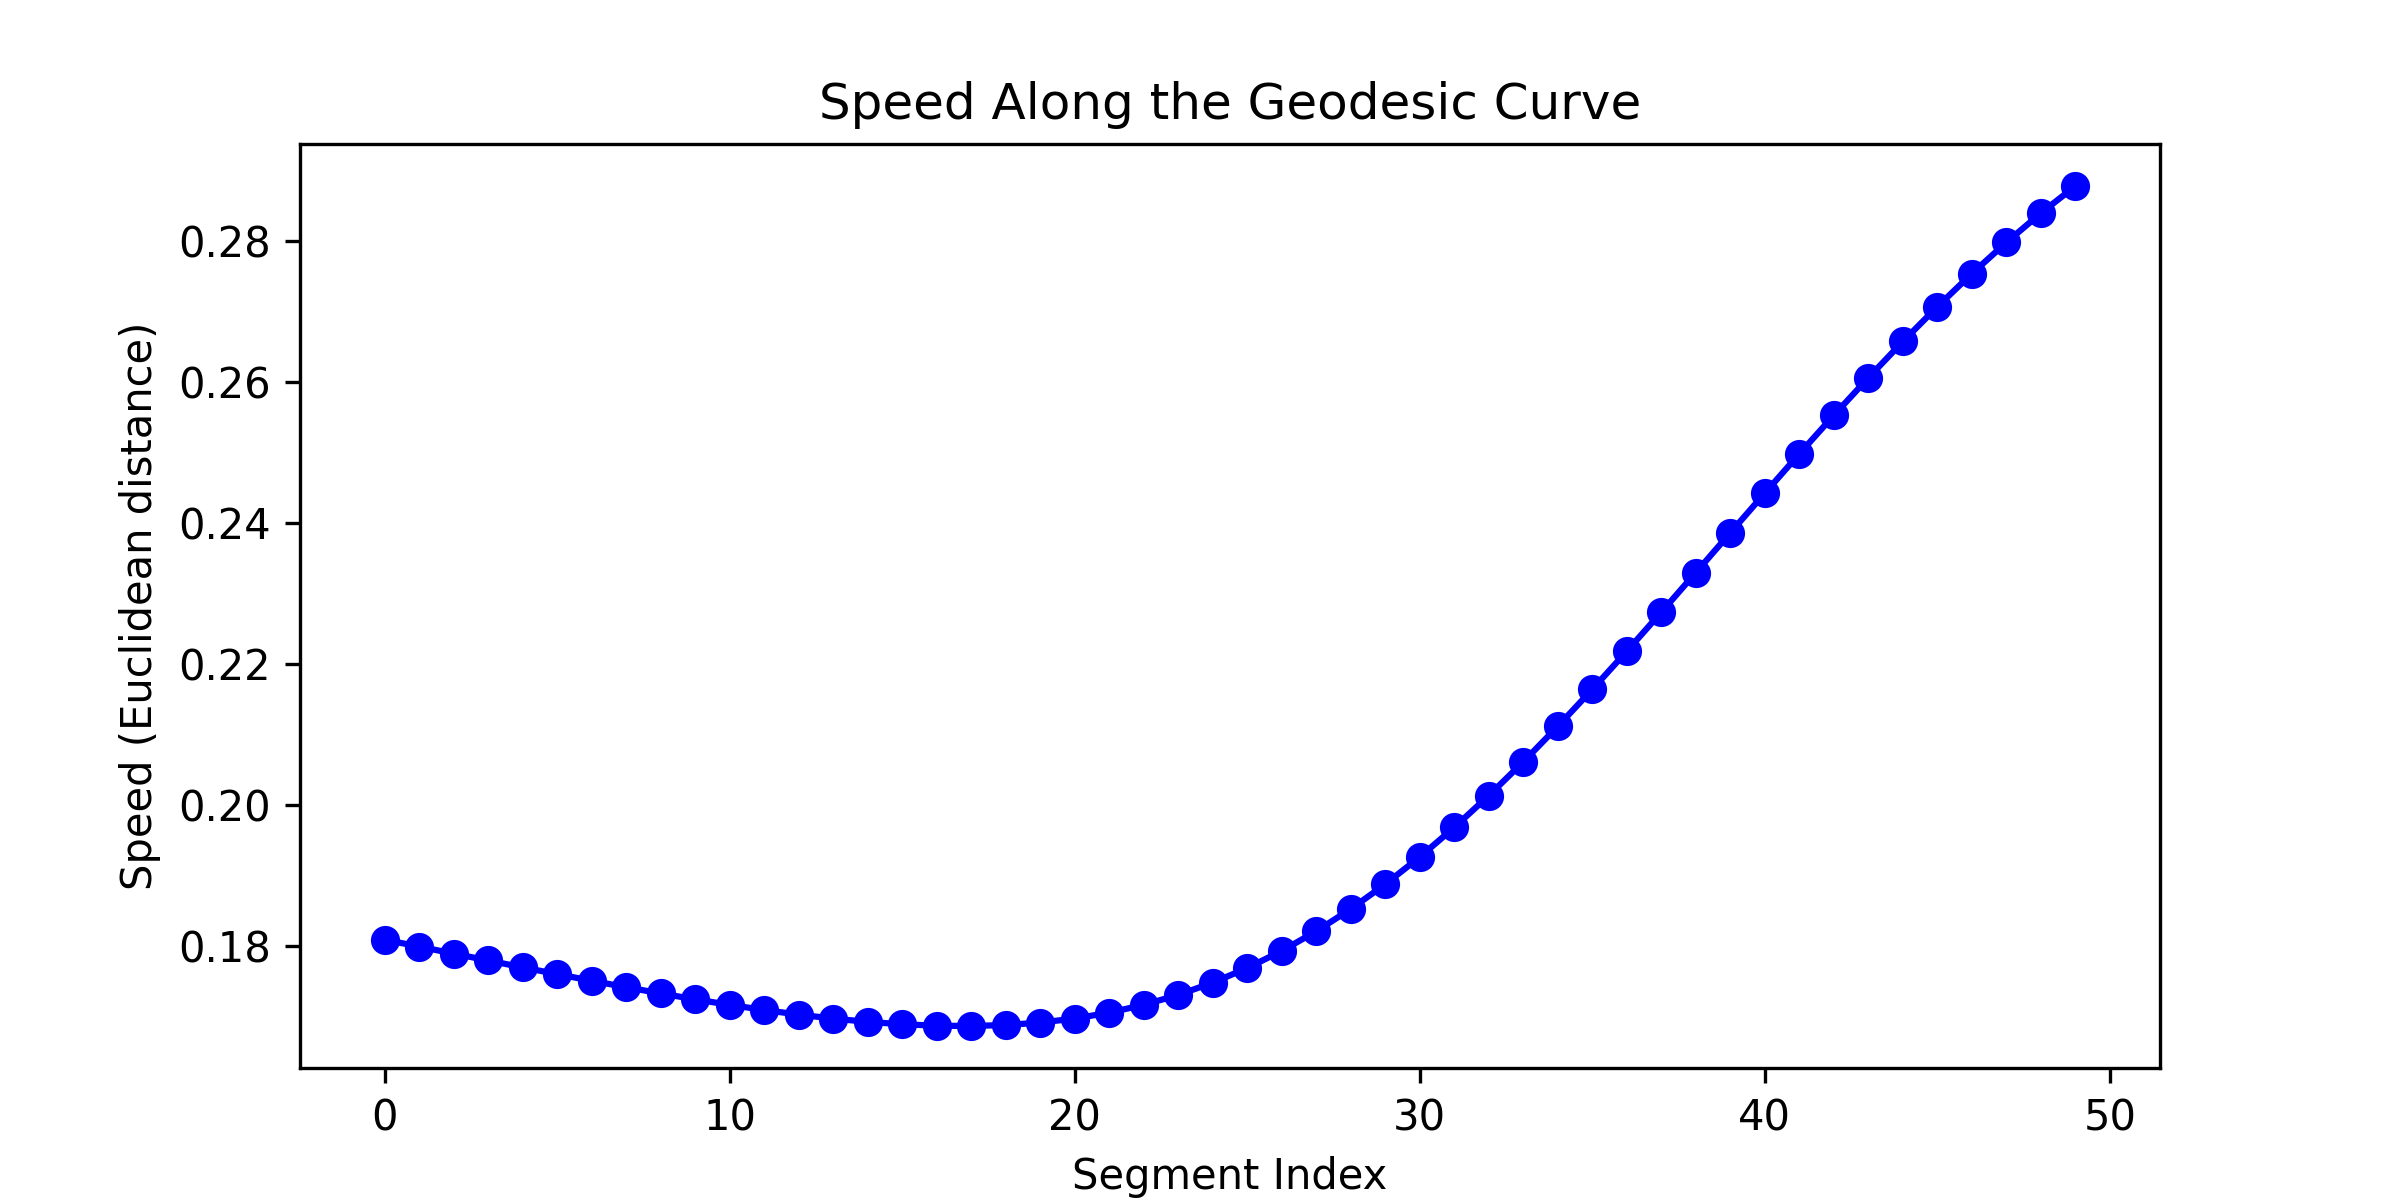 Speed Along the Geodesic Curve
Speed (Euclidean distance)
0.28
0.26
0.24
0.22
0.20
0.18
0 10 20 30 40 50
Segment Index